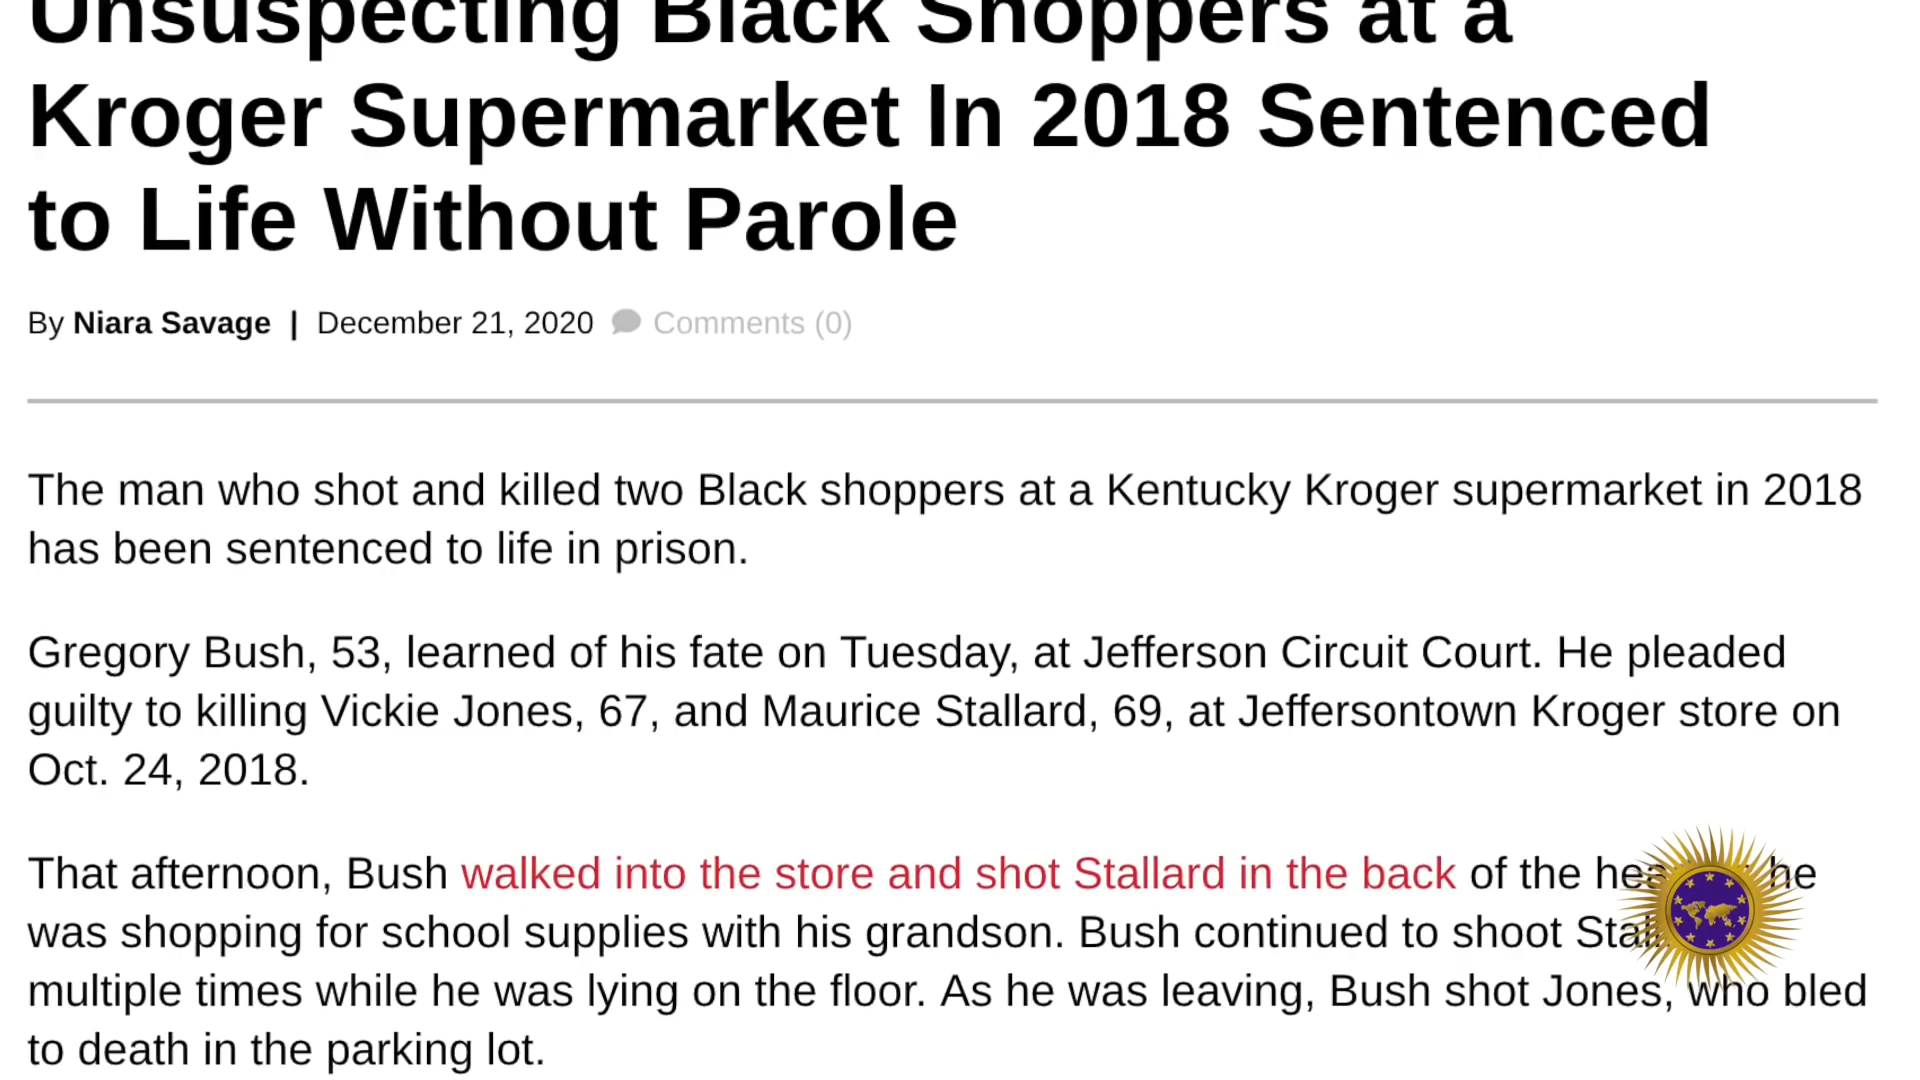 Unsuspecting Black Shoppers at a
Kroger Supermarket In 2018 Sentenced
to Life Without Parole
By Niara Savage | December 21, 2020 Comments (0)
The man who shot and killed two Black shoppers at a Kentucky Kroger supermarket in 2018
has been sentenced to life in prison.
Gregory Bush, 53, learned of his fate on Tuesday, at Jefferson Circuit Court. He pleaded
guilty to killing Vickie Jones, 67, and Maurice Stallard, 69, at Jeffersontown Kroger store on
Oct. 24, 2018.
That afternoon, Bush walked into the store and shot Stallard in the back of the he
was shopping for school supplies with his grandson. Bush continued to shoot
multiple times while he was lying on the floor. As he was leaving, Bush shot Jones, who bled
to death in the parking lot.